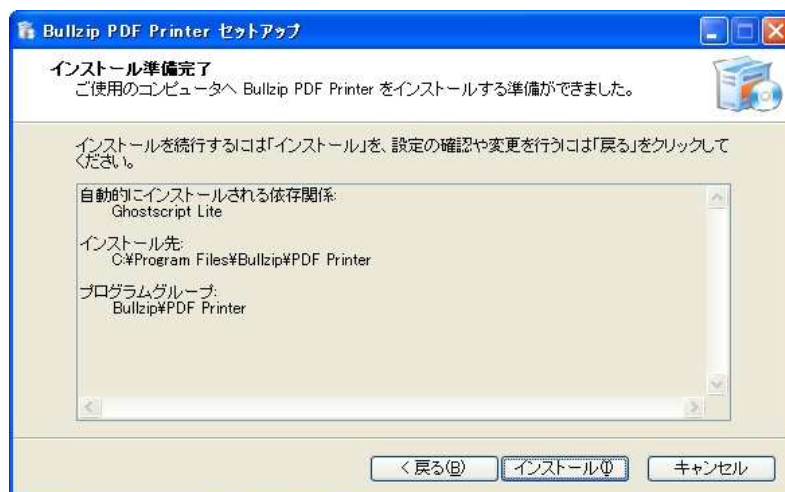 Bullzip PDF Printer セットアップ
インストール準備完了
ご使用のコンピュータへ Bullzip PDF Printer をインストールする準備ができました。
インストールを続行するには「インストール」を、設定の確認や変更を行うには「戻る」をクリックして
ください。
自動的にインストールされる依存関係:
Ghostscript Lite
インストール先:
C:¥Program Files¥Bullzip¥PDF Printer
プログラムグループ:
Bullzip¥PDF Printer
< 戻る(B)
インストール(I)
キャンセル